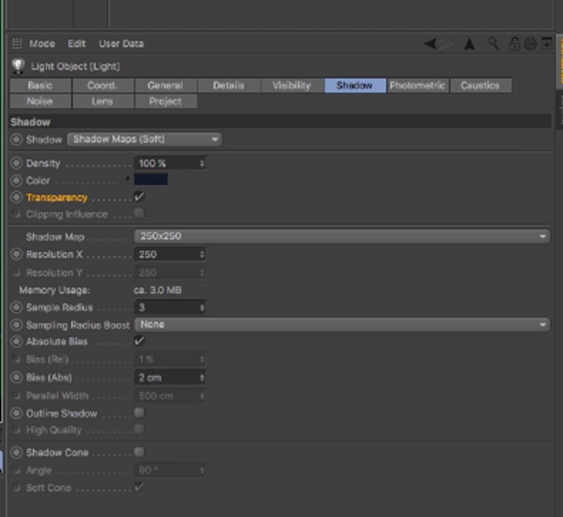 Mode Edit User Data
Light Object [Light]
Basic Coord. General Details Visibility Shadow Photometric Caustics
Noise Lens Project
Shadow
Shadow Shadow Maps (Soft)
Density 100 %
Color
Transparency
Clipping Influence
Shadow Map 250x250
Resolution X 250
Resolution Y 250
Memory Usage: ca. 3.0 MB
Sample Radius 3
Sampling Radius Boost None
Absolute Bias
Bias (Rel) 1 %
Bias (Abs) 2 cm
Parallel Width 500 cm
Outline Shadow
High Quality
Shadow Cone
Angle 90 °
Soft Cone